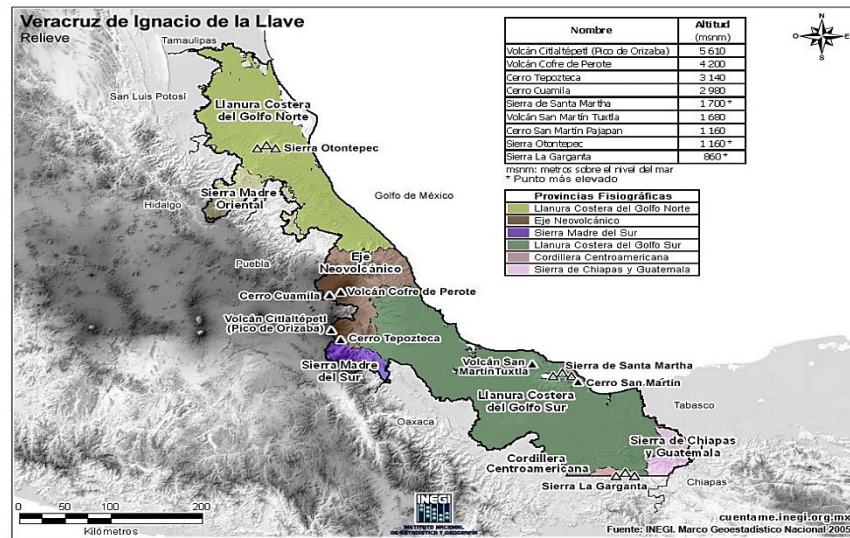 Veracruz de Ignacio de la Llave
Relieve
Tamaulipas
San Luis Potosí
Llanura Costera
del Golfo Norte
Sierra Otontepec
Sierra Madre
Oriental
Hidalgo
Golfo de México
Puebla
Eje
Neovolcánico
Volcán Cofre de Perote
Cerro Cuamila
Volcán Citlaltépetl
(Pico de Orizaba)
Cerro Tepozteca
Sierra Madre
del Sur
Volcán San
MartínTuxtla
Sierra de Santa Martha
Cerro San Martín
Llanura Costera
del Golfo Sur
Tabasco
Oaxaca
Cordillera
Centroamericana
Sierra de Chiapas
y Guatemala
Sierra La Garganta
Chiapas
N
O E
S
Nombre Altitud
(msnm)
Volcán Citlaltépetl (Pico de Orizaba) 5 610
Volcán Cofre de Perote 4 200
Cerro Tepozteca 3 140
Cerro Cuamila 2 980
Sierra de Santa Martha 1 700 *
Volcán San Martín Tuxtla 1 680
Cerro San Martín Pajapan 1 160
Sierra Otontepec 1 160 *
Sierra La Garganta 860 *
msnm: metros sobre el nivel del mar
* Punto más elevado
Provincias Fisiográficas
Llanura Costera del Golfo Norte
Eje Neovolcánico
Sierra Madre del Sur
Llanura Costera del Golfo Sur
Cordillera Centroamericana
Sierra de Chiapas y Guatemala
0 50 100 200
Kilómetros
INEGI
INSTITUTO NACIONAL
DE ESTADÍSTICA Y GEOGRAFÍA
cuentame.inegi.org.mx
Fuente: INEGI. Marco Geoestadístico Nacional 2005